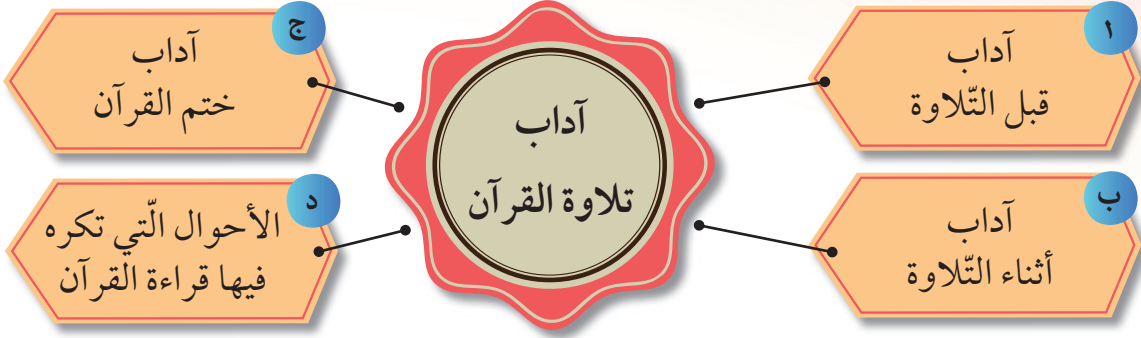 آداب
تلاوة القرآن
ا
آداب
قبل التّلاوة
ب
آداب
أثناء التّلاوة
ج
آداب
ختم القرآن
د
الأحوال الّتي تكره
فيها قراءة القرآن